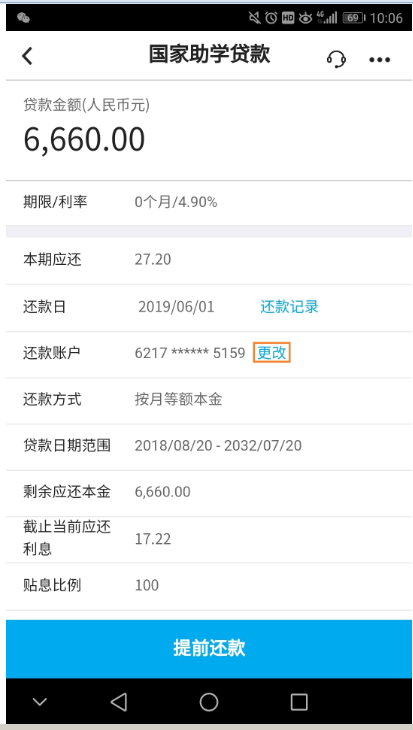 HD 46 69 10:06
国家助学贷款
贷款金额(人民币元)
6,660.00
期限/利率 0个月/4.90%
本期应还 27.20
还款日 2019/06/01 还款记录
还款账户 6217 ****** 5159 更改
还款方式 按月等额本金
贷款日期范围 2018/08/20 - 2032/07/20
剩余应还本金 6,660.00
截止当前应还
利息 17.22
贴息比例 100
提前还款